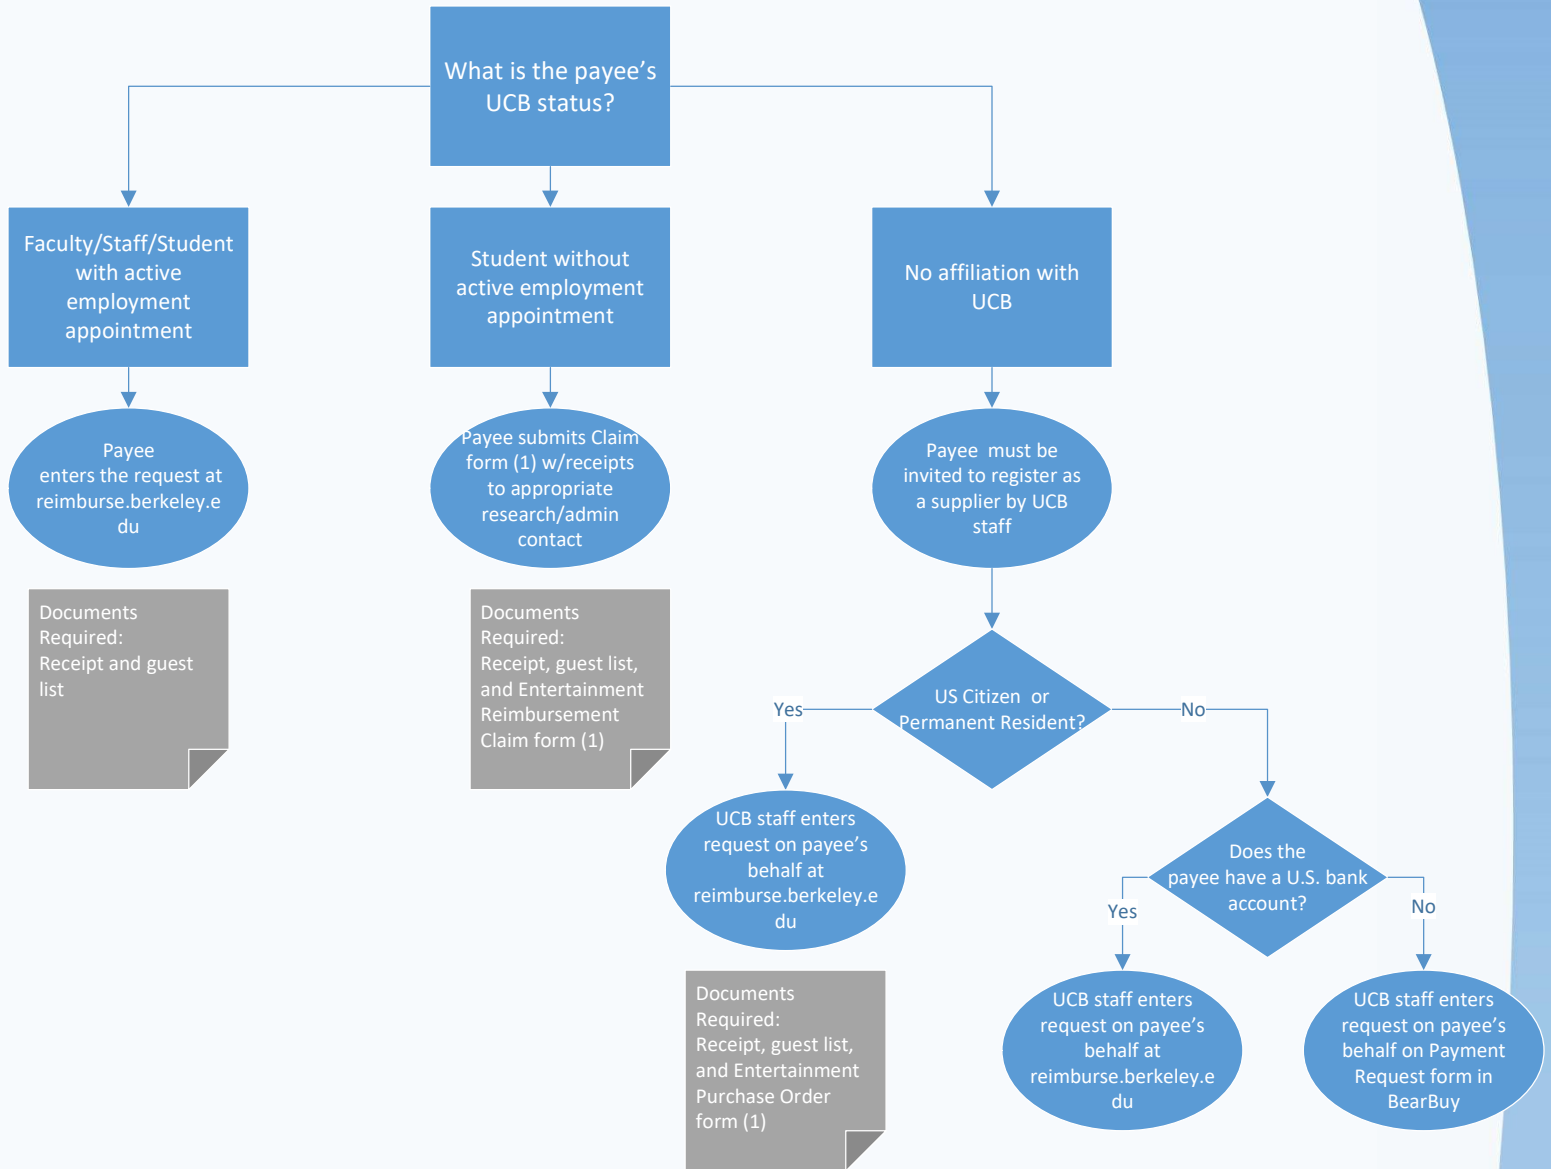 What is the payee’s
UCB status?
Faculty/Staff/Student
with active
employment
appointment
Student without
active employment
appointment
No affiliation with
UCB
Payee
enters the request at
reimburse.berkeley.e
du
Payee submits Claim
form (1) w/receipts
to appropriate
research/admin
contact
Payee  must be
invited to register as
a supplier by UCB
staff
Documents
Required:
Receipt and guest
list
Documents
Required:
Receipt, guest list,
and Entertainment
Reimbursement
Claim form (1)
US Citizen  or
Permanent Resident?
Yes
No
UCB staff enters
request on payee’s
behalf at
reimburse.berkeley.e
du
Does the
payee have a U.S. bank
account?
Yes
No
Documents
Required:
Receipt, guest list,
and Entertainment
Purchase Order
form (1)
UCB staff enters
request on payee’s
behalf at
reimburse.berkeley.e
du
UCB staff enters
request on payee’s
behalf on Payment
Request form in
BearBuy